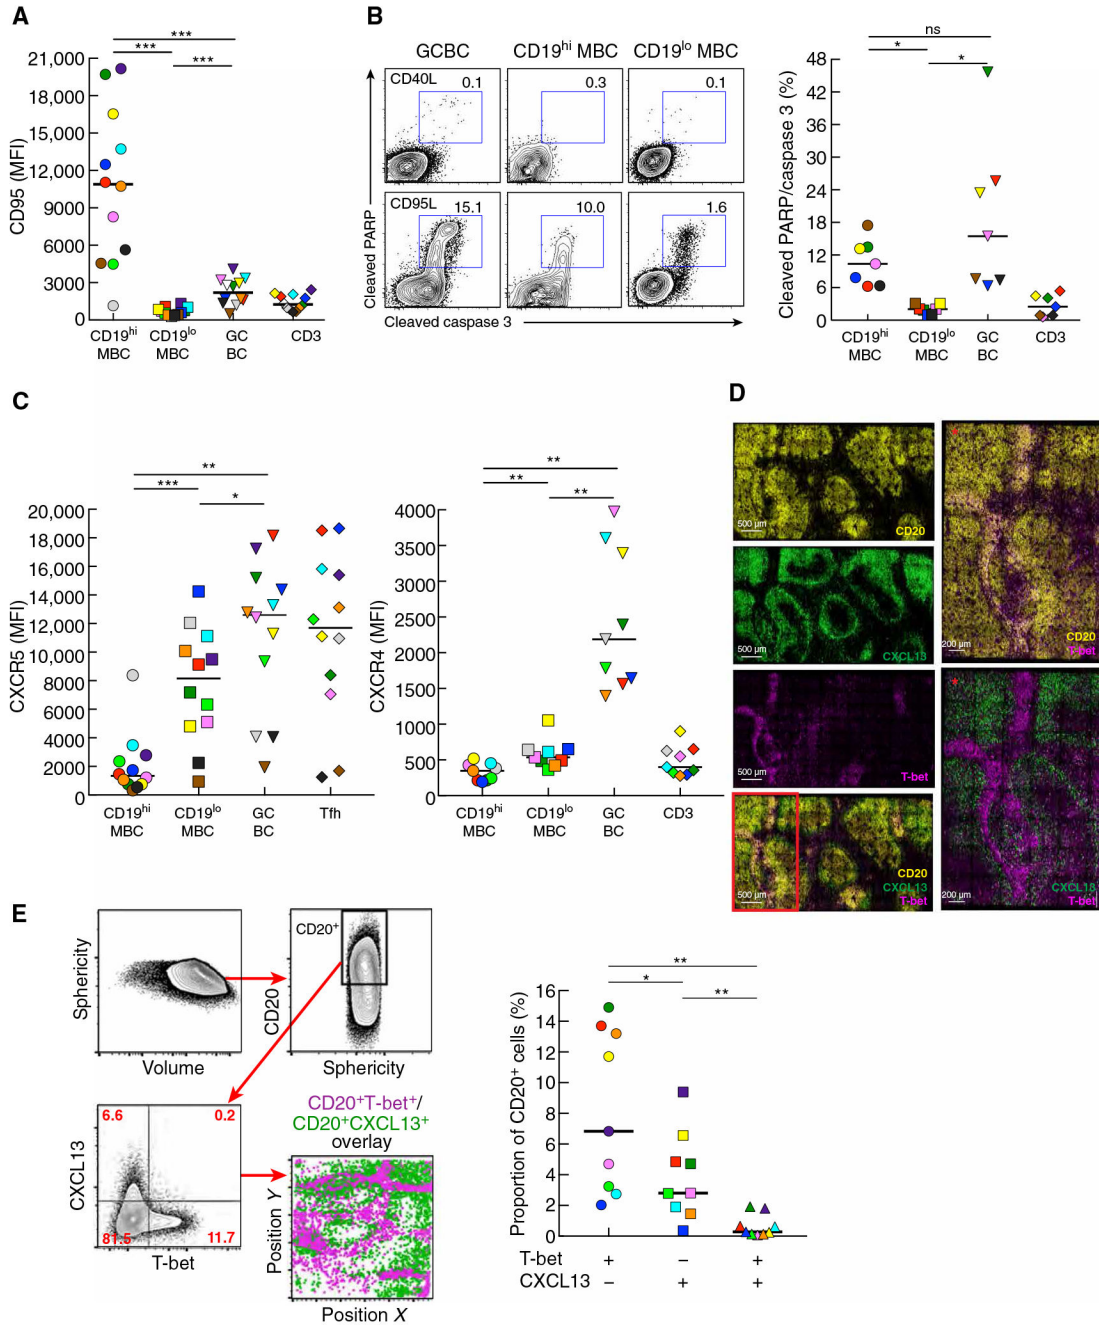 A
***
***
***
CD95 (MFI)
21,000
18,000
15,000
12,000
9000
6000
3000
0
CD19hi MBC
CD19lo MBC
GC BC
CD3
B
GCBC
CD19hi MBC
CD19lo MBC
CD40L
0.1
0.3
0.1
CD95L
15.1
10.0
1.6
Cleaved PARP
Cleaved caspase 3
ns
*
*
Cleaved PARP/caspase 3 (%)
48
42
36
30
24
18
12
6
0
CD19hi MBC
CD19lo MBC
GC BC
CD3
C
**
***
*
CXCR5 (MFI)
20,000
18,000
16,000
14,000
12,000
10,000
8000
6000
4000
2000
0
CD19hi MBC
CD19lo MBC
GC BC
Tfh
**
**
**
CXCR4 (MFI)
4000
3500
3000
2500
2000
1500
1000
500
0
CD19hi MBC
CD19lo MBC
GC BC
CD3
D
500 µm
CD20
500 µm
CXCL13
500 µm
T-bet
500 µm
CD20
CXCL13
T-bet
*
200 µm
CD20
T-bet
*
200 µm
CXCL13
T-bet
E
Sphericity
Volume
CD20+
CD20
Sphericity
6.6
0.2
81.5
11.7
CXCL13
T-bet
CD20+T-bet+/
CD20+CXCL13+
overlay
Position Y
Position X
**
*
**
Proportion of CD20+ cells (%)
16
14
12
10
8
6
4
2
0
T-bet + − +
CXCL13 − + +